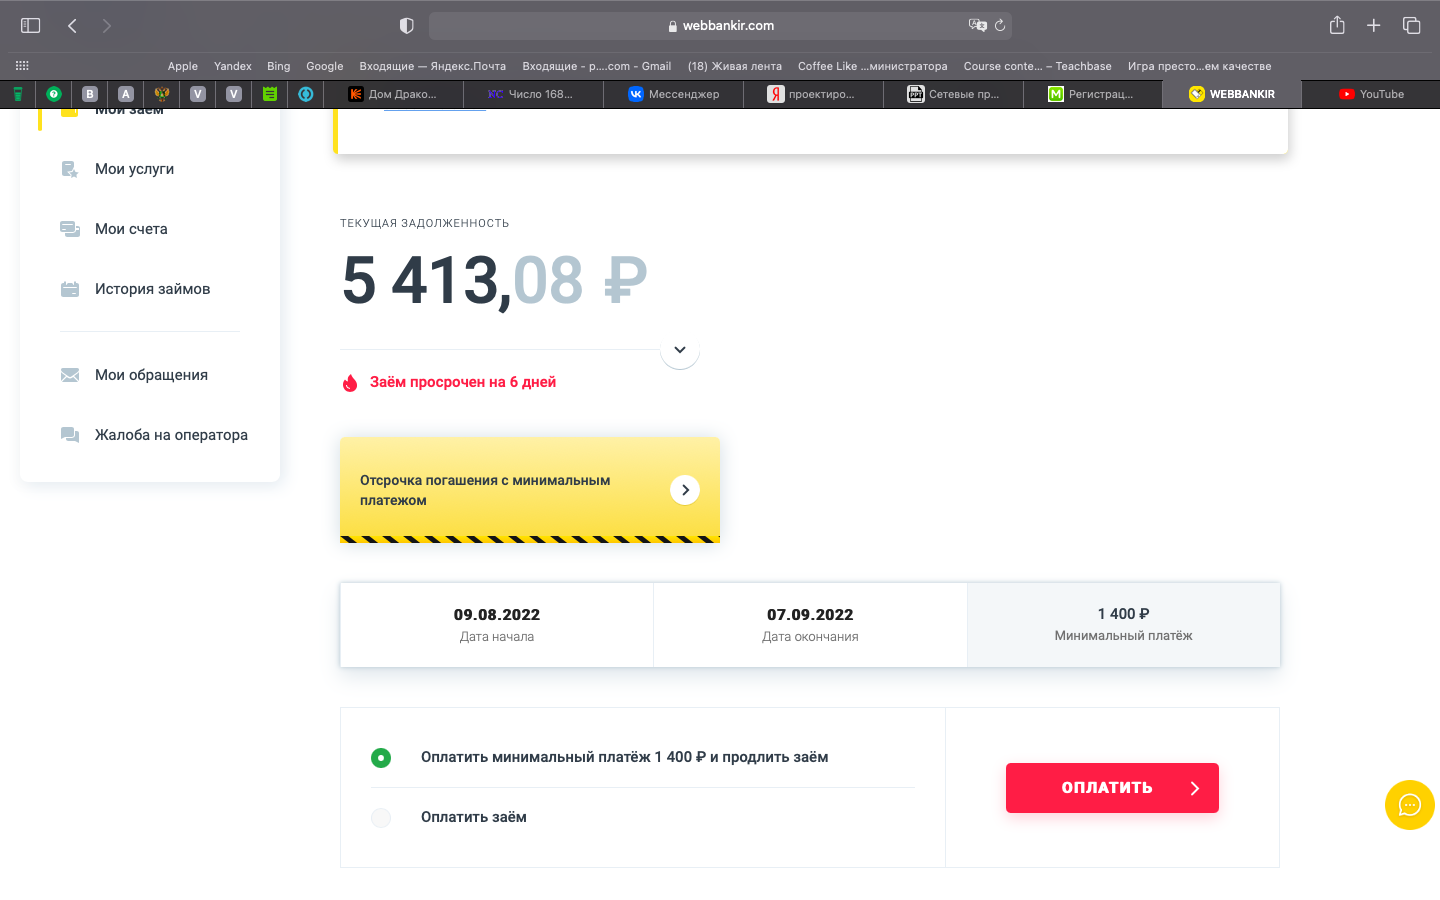 webbankir.com
Apple Yandex Bing Google Входящие — Яндекс.Почта Входящие - p....com - Gmail (18) Живая лента Coffee Like ...министратора Course conte... – Teachbase Игра престо...ем качестве
B A V V Дом Драко... Число 168... Мессенджер Я проектиро... PPT Сетевые пр... M Регистрац... WEBBANKIR YouTube
Мой заём
Мои услуги
Мои счета
История займов
Мои обращения
Жалоба на оператора
ТЕКУЩАЯ ЗАДОЛЖЕННОСТЬ
5 413,08 ₽
Заём просрочен на 6 дней
Отсрочка погашения с минимальным
платежом
09.08.2022
Дата начала
07.09.2022
Дата окончания
1 400 ₽
Минимальный платёж
Оплатить минимальный платёж 1 400 ₽ и продлить заём
Оплатить заём
ОПЛАТИТЬ